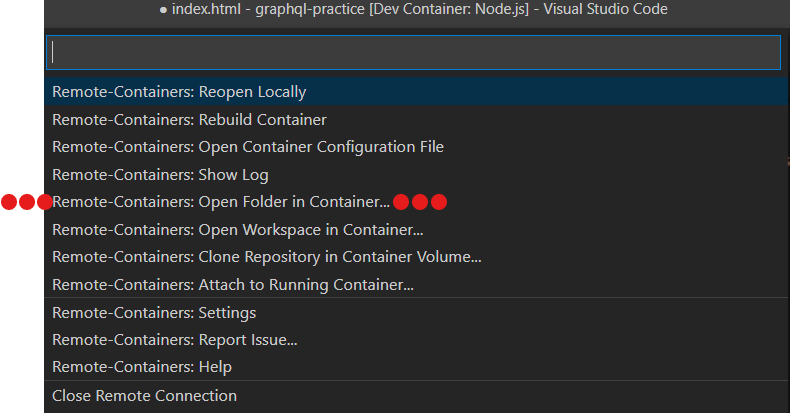 ● index.html - graphql-practice [Dev Container: Node.js] - Visual Studio Code
Remote-Containers: Reopen Locally
Remote-Containers: Rebuild Container
Remote-Containers: Open Container Configuration File
Remote-Containers: Show Log
Remote-Containers: Open Folder in Container...
Remote-Containers: Open Workspace in Container...
Remote-Containers: Clone Repository in Container Volume...
Remote-Containers: Attach to Running Container...
Remote-Containers: Settings
Remote-Containers: Report Issue...
Remote-Containers: Help
Close Remote Connection